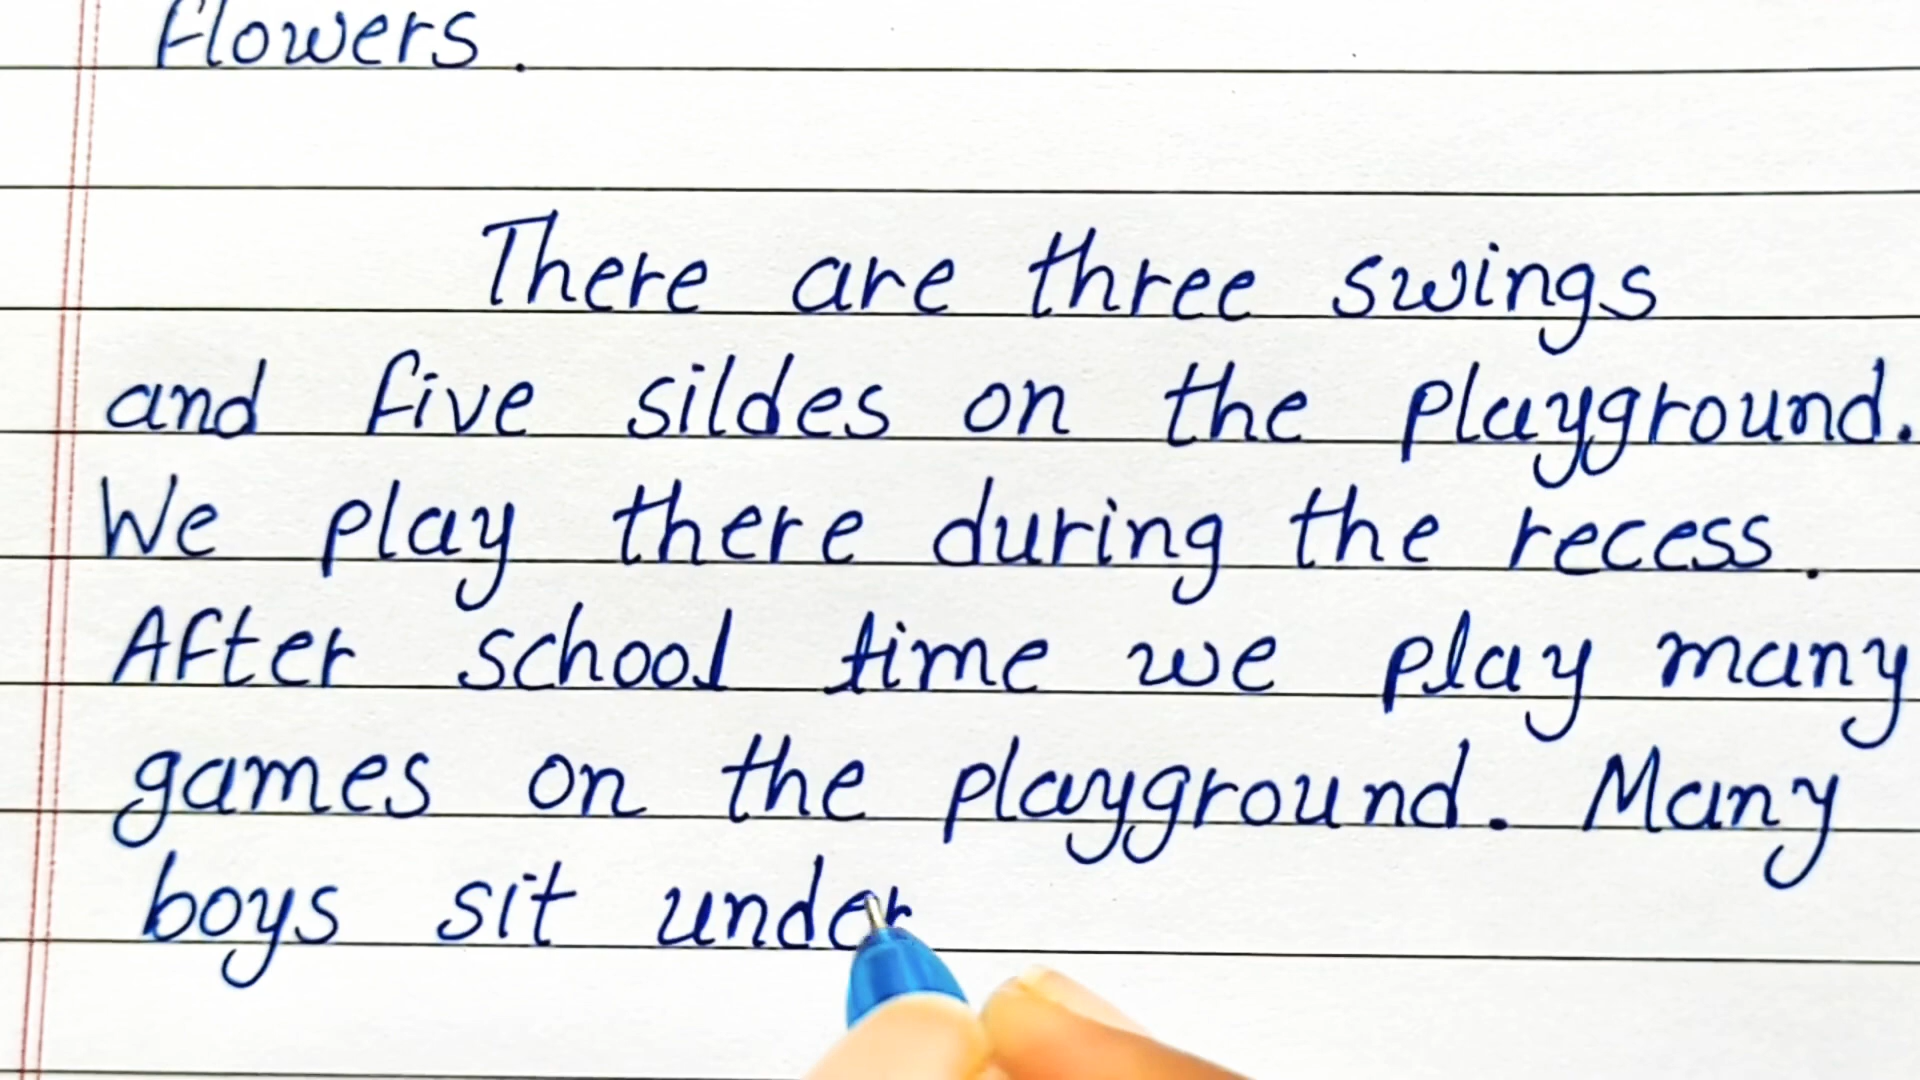 flowers.
There are three swings
and five sildes on the playground.
We play there during the recess.
After school time we play many
games on the playground. Many
boys sit under